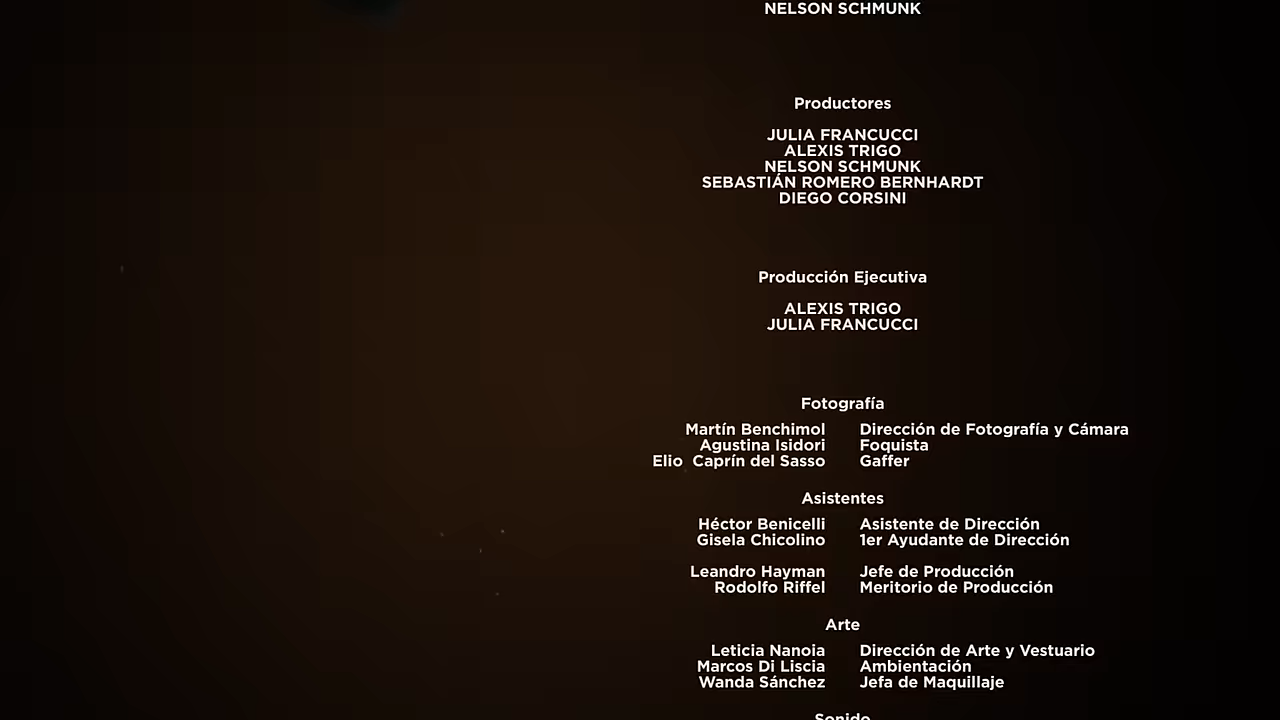 NELSON SCHMUNK
Productores
JULIA FRANCUCCI
ALEXIS TRIGO
NELSON SCHMUNK
SEBASTIÁN ROMERO BERNHARDT
DIEGO CORSINI
Producción Ejecutiva
ALEXIS TRIGO
JULIA FRANCUCCI
Fotografía
Martín Benchimol Dirección de Fotografía y Cámara
Agustina Isidori Foquista
Elio Caprín del Sasso Gaffer
Asistentes
Héctor Benicelli Asistente de Dirección
Gisela Chicolino 1er Ayudante de Dirección
Leandro Hayman Jefe de Producción
Rodolfo Riffel Meritorio de Producción
Arte
Leticia Nanoia Dirección de Arte y Vestuario
Marcos Di Liscia Ambientación
Wanda Sánchez Jefa de Maquillaje
Sonido